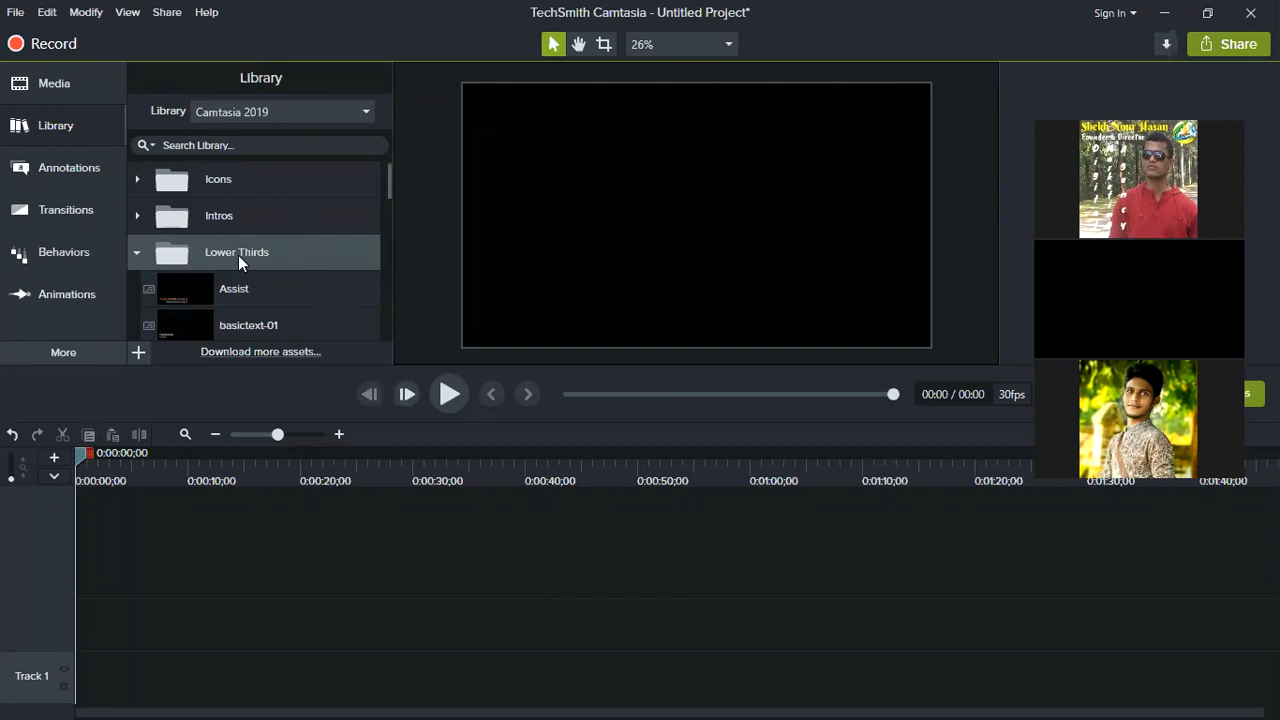 File Edit Modify View Share Help
TechSmith Camtasia - Untitled Project*
Sign In
Record
26%
Share
Media
Library
Annotations
Transitions
Behaviors
Animations
More
Library
Library Camtasia 2019
Search Library...
Icons
Intros
Lower Thirds
Assist
basictext-01
Download more assets...
Shekh Nour Hasan
Founder & Director
00:00 / 00:00 30fps
s
0:00:00;00
0:00:00;00 0:00:10;00 0:00:20;00 0:00:30;00 0:00:40;00 0:00:50;00 0:01:00;00 0:01:10;00 0:01:20;00 0:01:30;00 0:01:40;00
Track 1